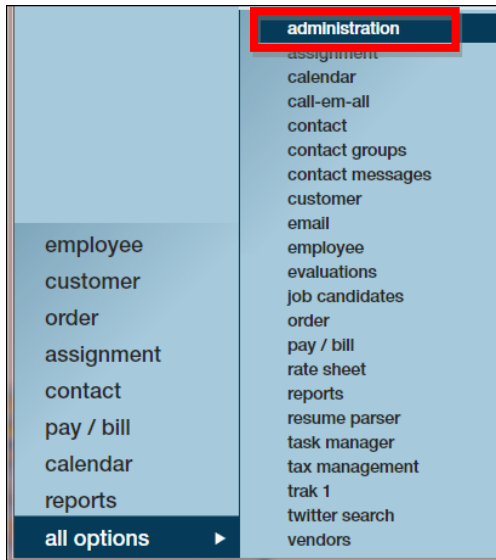 administration
assignment
calendar
call-em-all
contact
contact groups
contact messages
customer
email
employee
evaluations
job candidates
order
pay / bill
rate sheet
reports
resume parser
task manager
tax management
trak 1
twitter search
vendors
employee
customer
order
assignment
contact
pay / bill
calendar
reports
all options